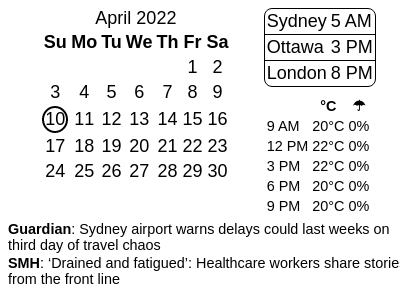 April 2022
Su Mo Tu We Th Fr Sa
1 2
3 4 5 6 7 8 9
10 11 12 13 14 15 16
17 18 19 20 21 22 23
24 25 26 27 28 29 30
Sydney 5 AM
Ottawa 3 PM
London 8 PM
°C ☂
9 AM 20°C 0%
12 PM 22°C 0%
3 PM 22°C 0%
6 PM 20°C 0%
9 PM 20°C 0%
Guardian: Sydney airport warns delays could last weeks on
third day of travel chaos
SMH: ‘Drained and fatigued’: Healthcare workers share stories
from the front line